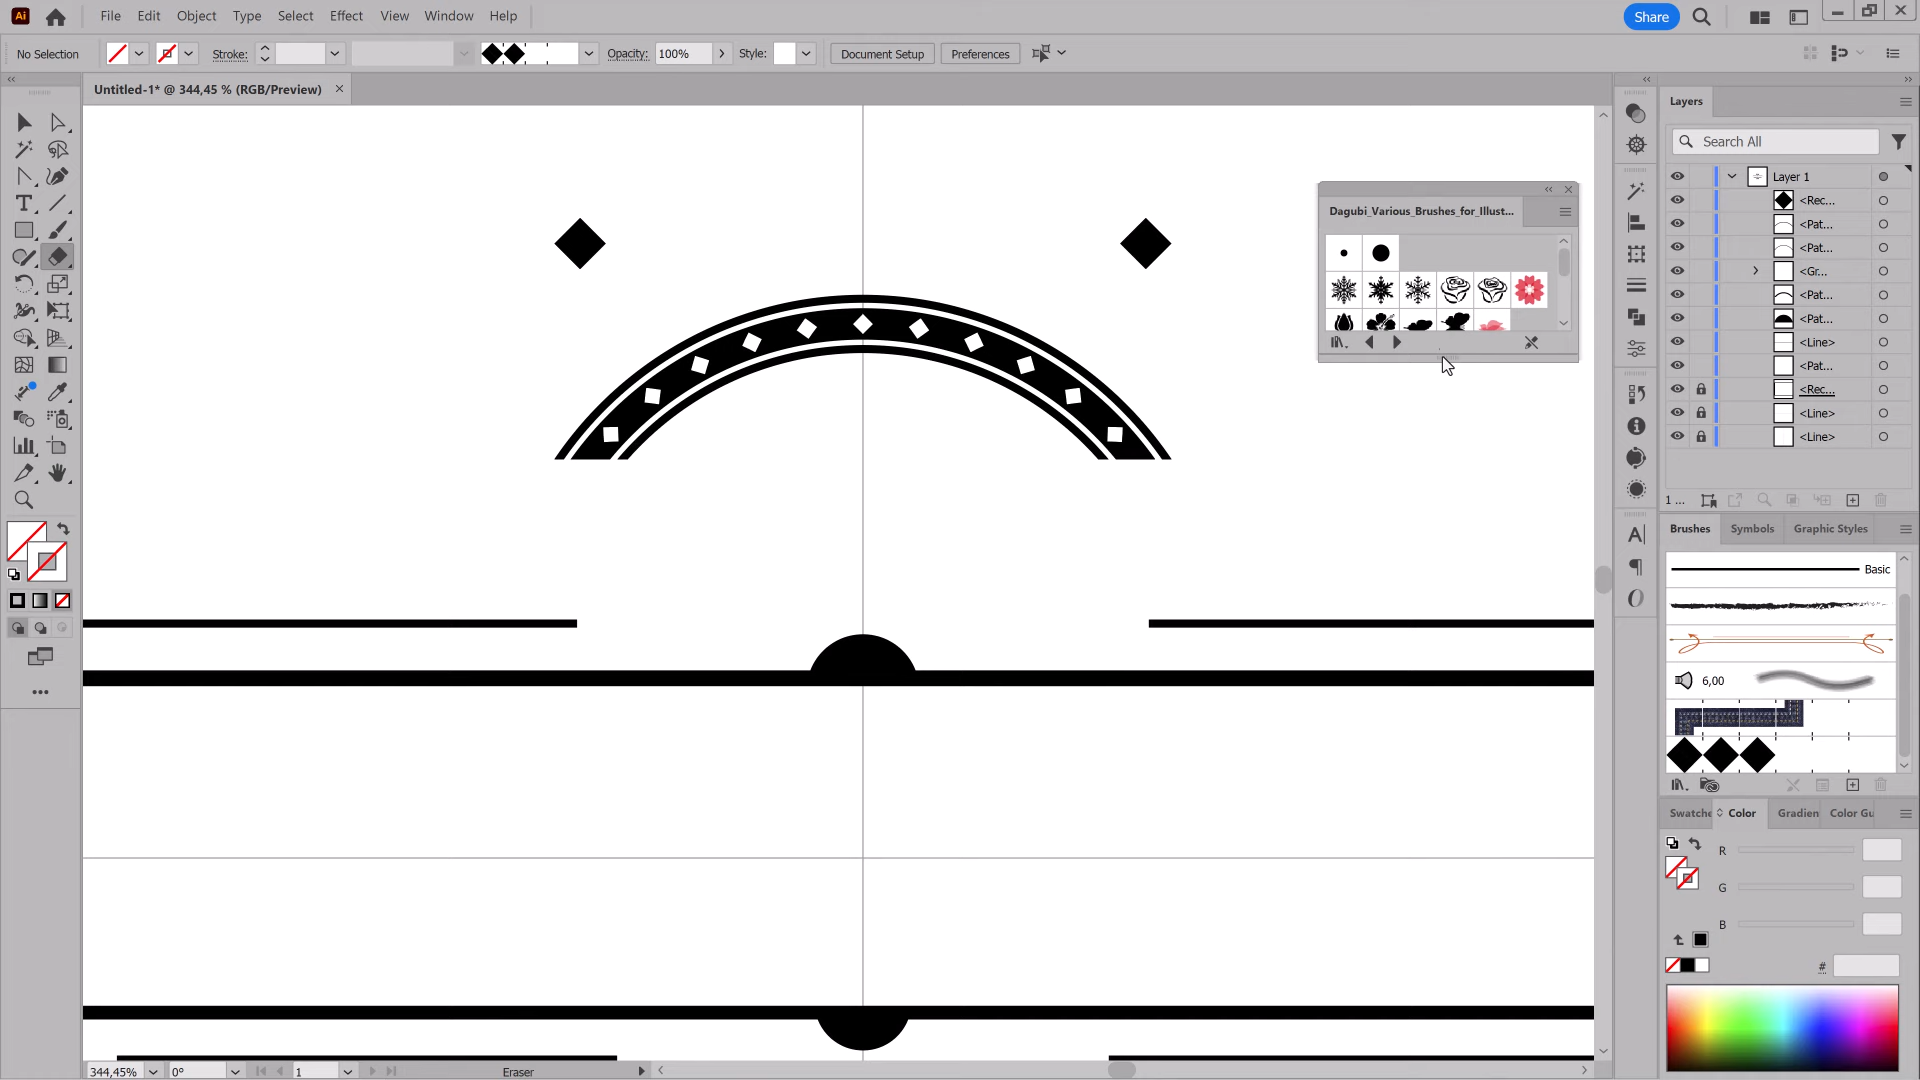 Ai
File Edit Object Type Select Effect View Window Help
Share
No Selection
Stroke:
Opacity: 100%
Style:
Document Setup
Preferences
Untitled-1* @ 344,45 % (RGB/Preview)
Dagubi_Various_Brushes_for_Illust...
Layers
Search All
Layer 1
<Rec...
<Pat...
<Pat...
<Gr...
<Pat...
<Pat...
<Line>
<Pat...
<Rec...
<Line>
<Line>
1 ...
Brushes Symbols Graphic Styles
Basic
6,00
Swatche Color Gradien Color Gu
R
G
B
#
344,45% 0° 1 Eraser